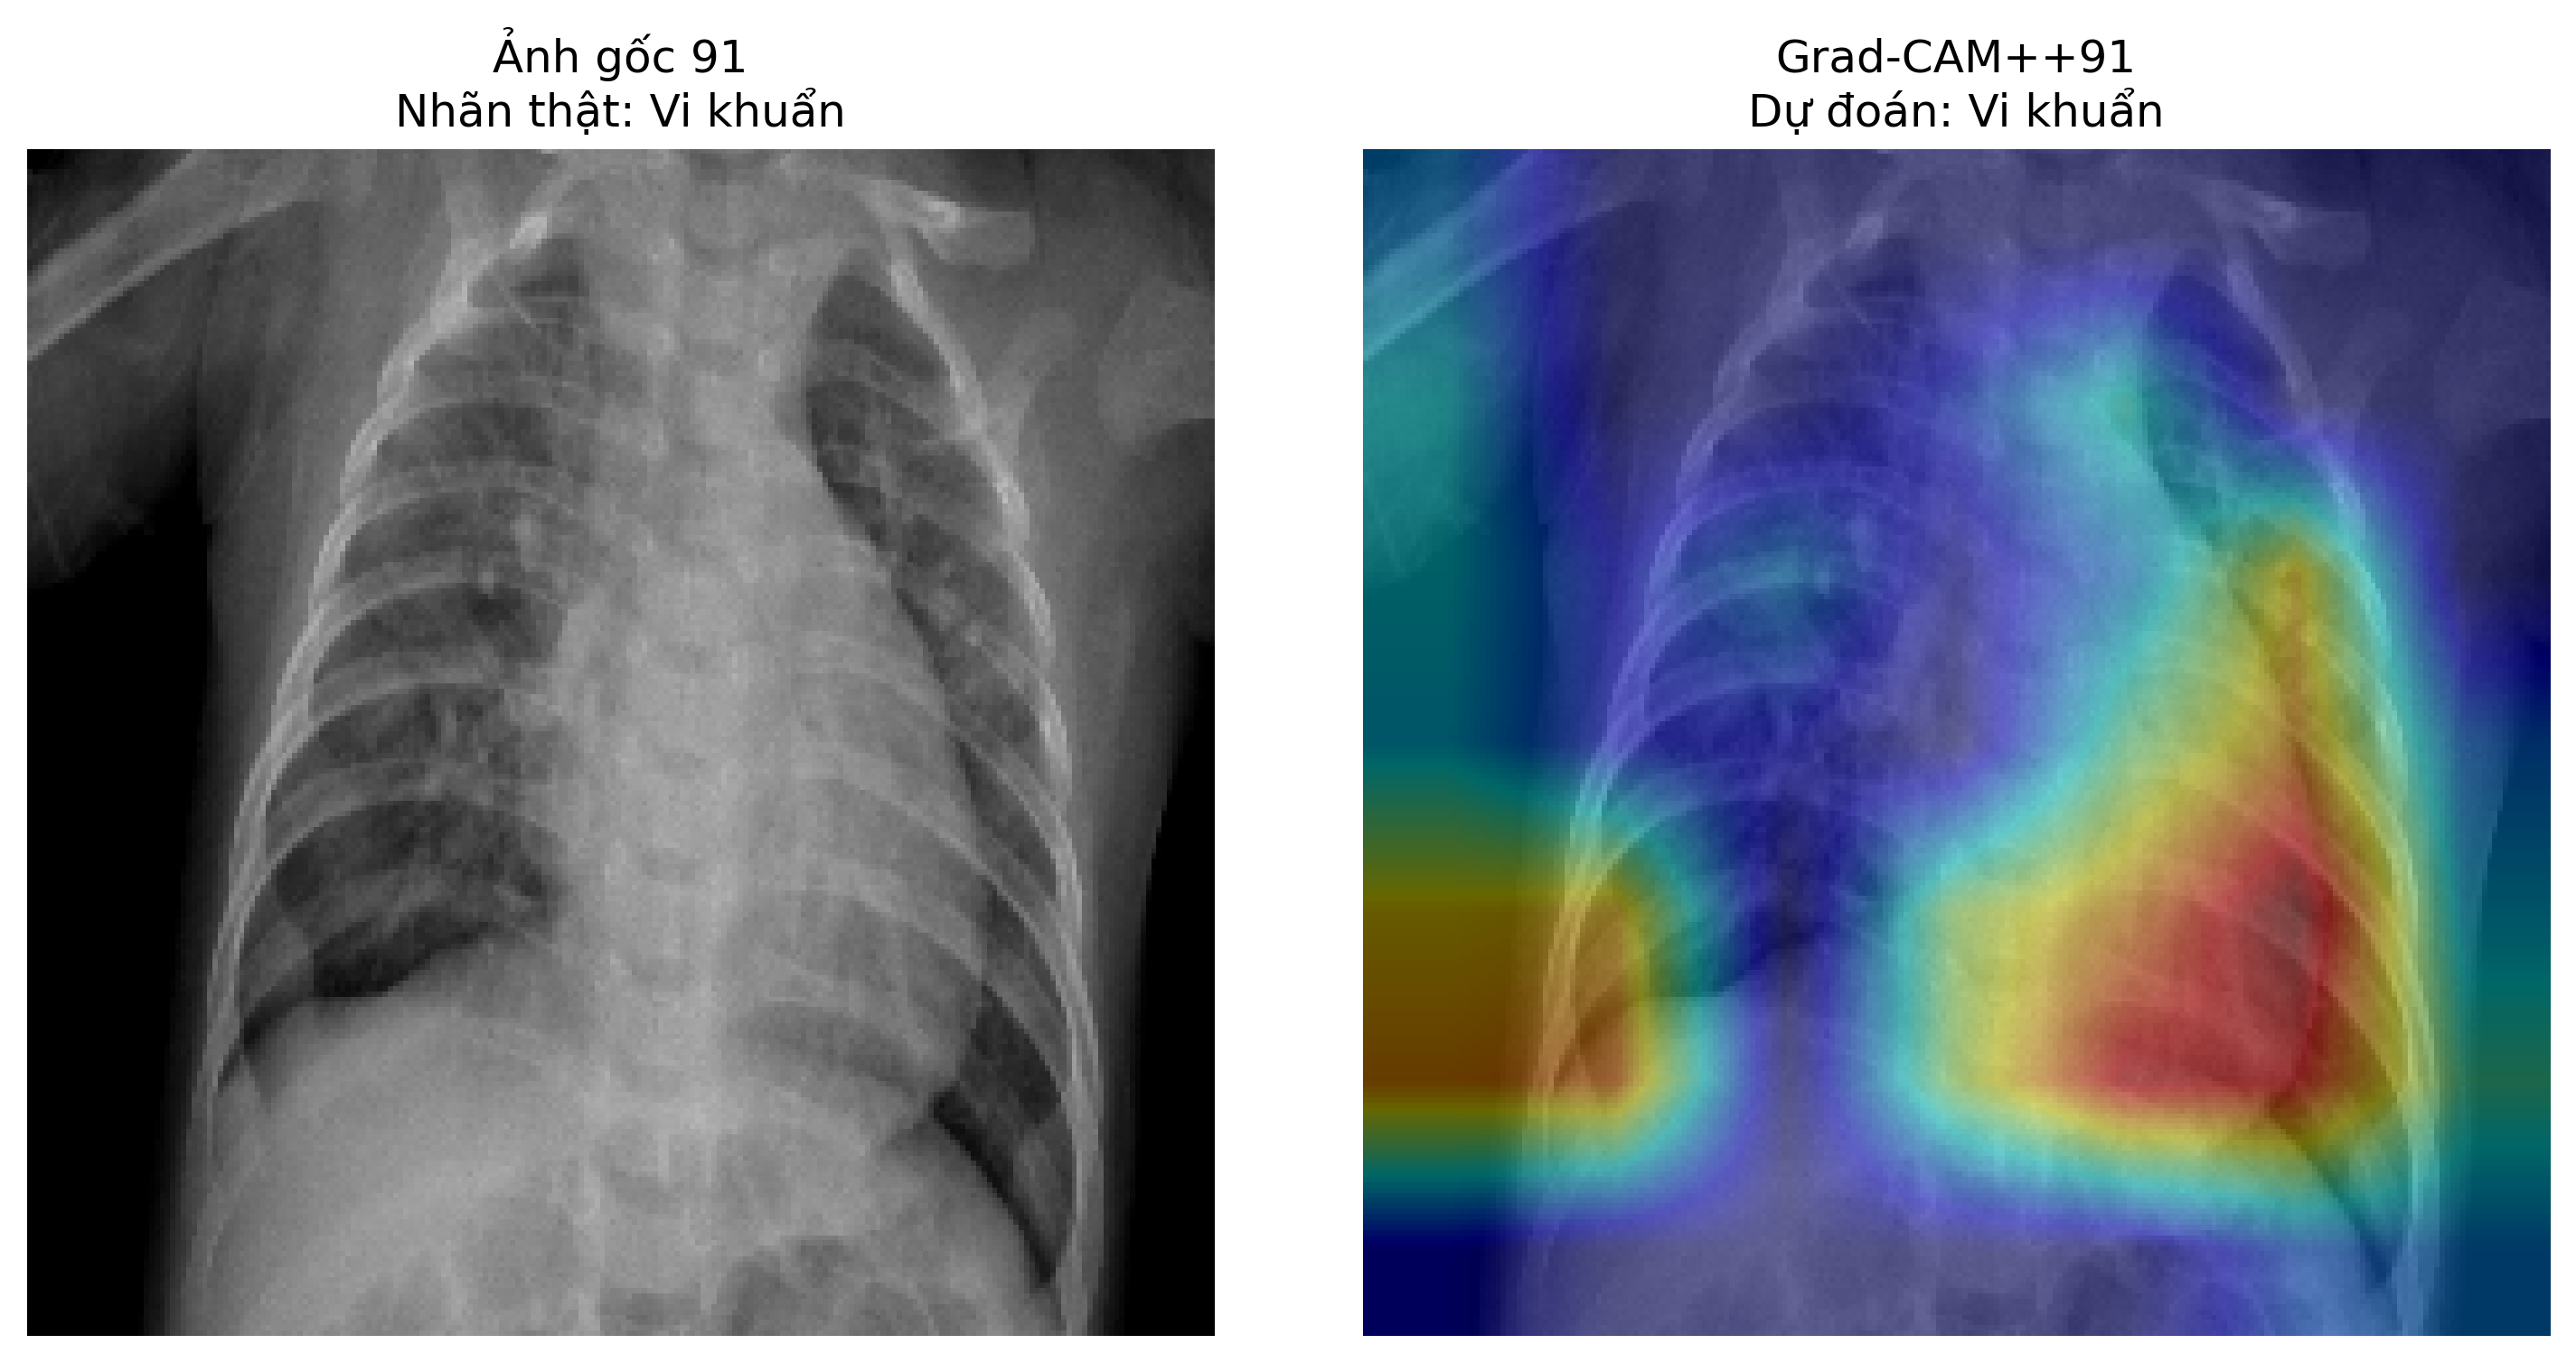 Ảnh gốc 91
Nhãn thật: Vi khuẩn
Grad-CAM++91
Dự đoán: Vi khuẩn